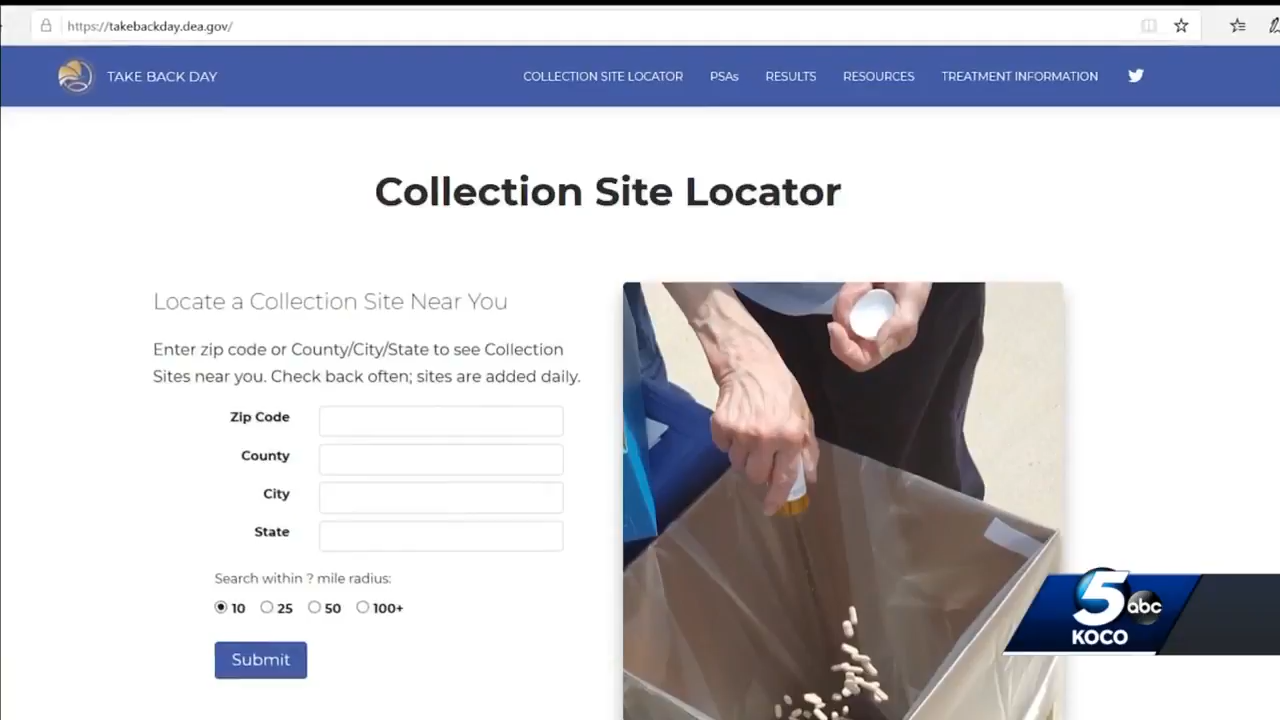 https://takebackday.dea.gov/
TAKE BACK DAY
COLLECTION SITE LOCATOR
PSAs
RESULTS
RESOURCES
TREATMENT INFORMATION
Collection Site Locator
Locate a Collection Site Near You
Enter zip code or County/City/State to see Collection
Sites near you. Check back often; sites are added daily.
Zip Code
County
City
State
Search within ? mile radius:
10 25 50 100+
Submit
5 abc
KOCO